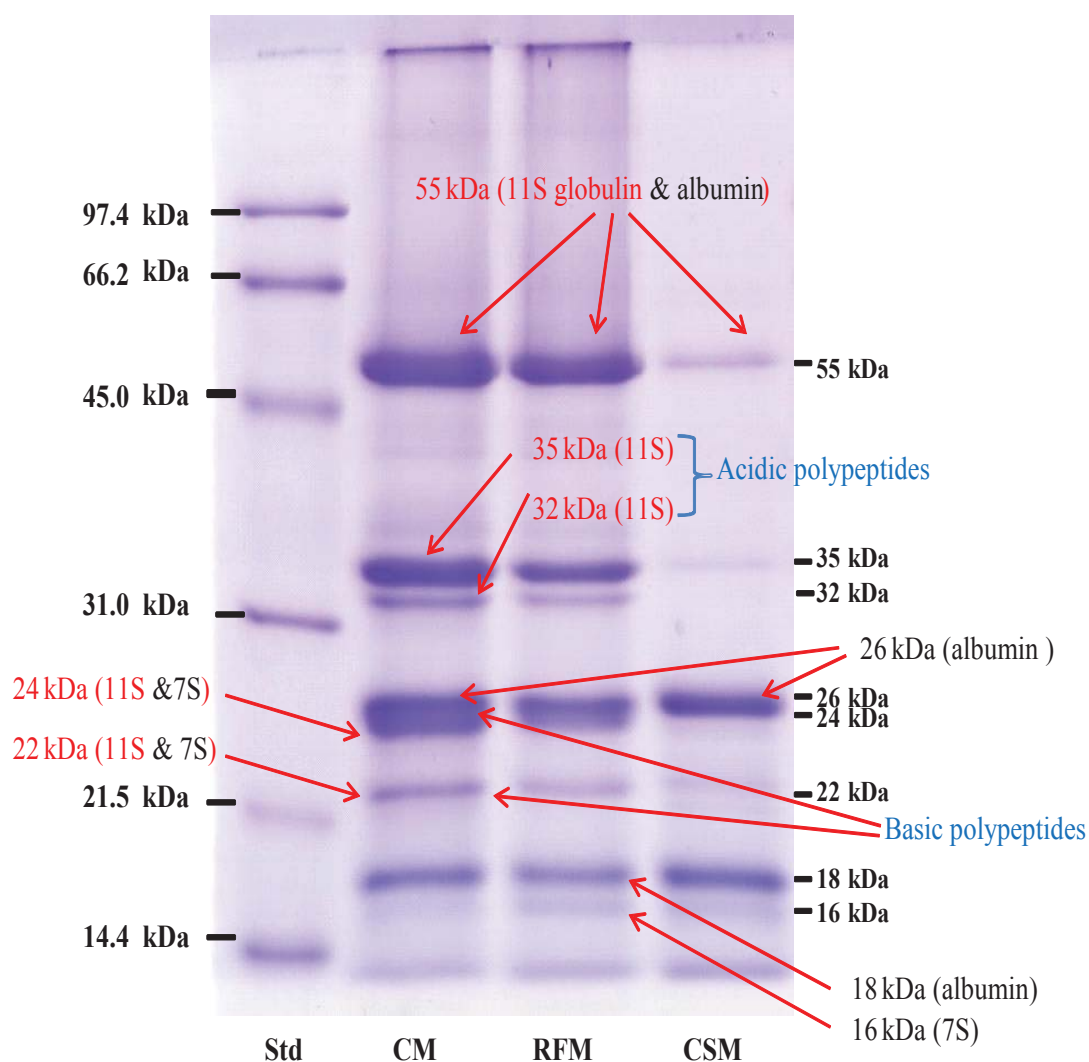 55 kDa (11S globulin & albumin)
97.4 kDa
66.2 kDa
45.0 kDa
31.0 kDa
21.5 kDa
14.4 kDa
35 kDa (11S)
32 kDa (11S)
Acidic polypeptides
24 kDa (11S &7S)
22 kDa (11S & 7S)
55 kDa
35 kDa
32 kDa
26 kDa (albumin )
26 kDa
24 kDa
22 kDa
Basic polypeptides
18 kDa
16 kDa
18 kDa (albumin)
16 kDa (7S)
Std CM RFM CSM